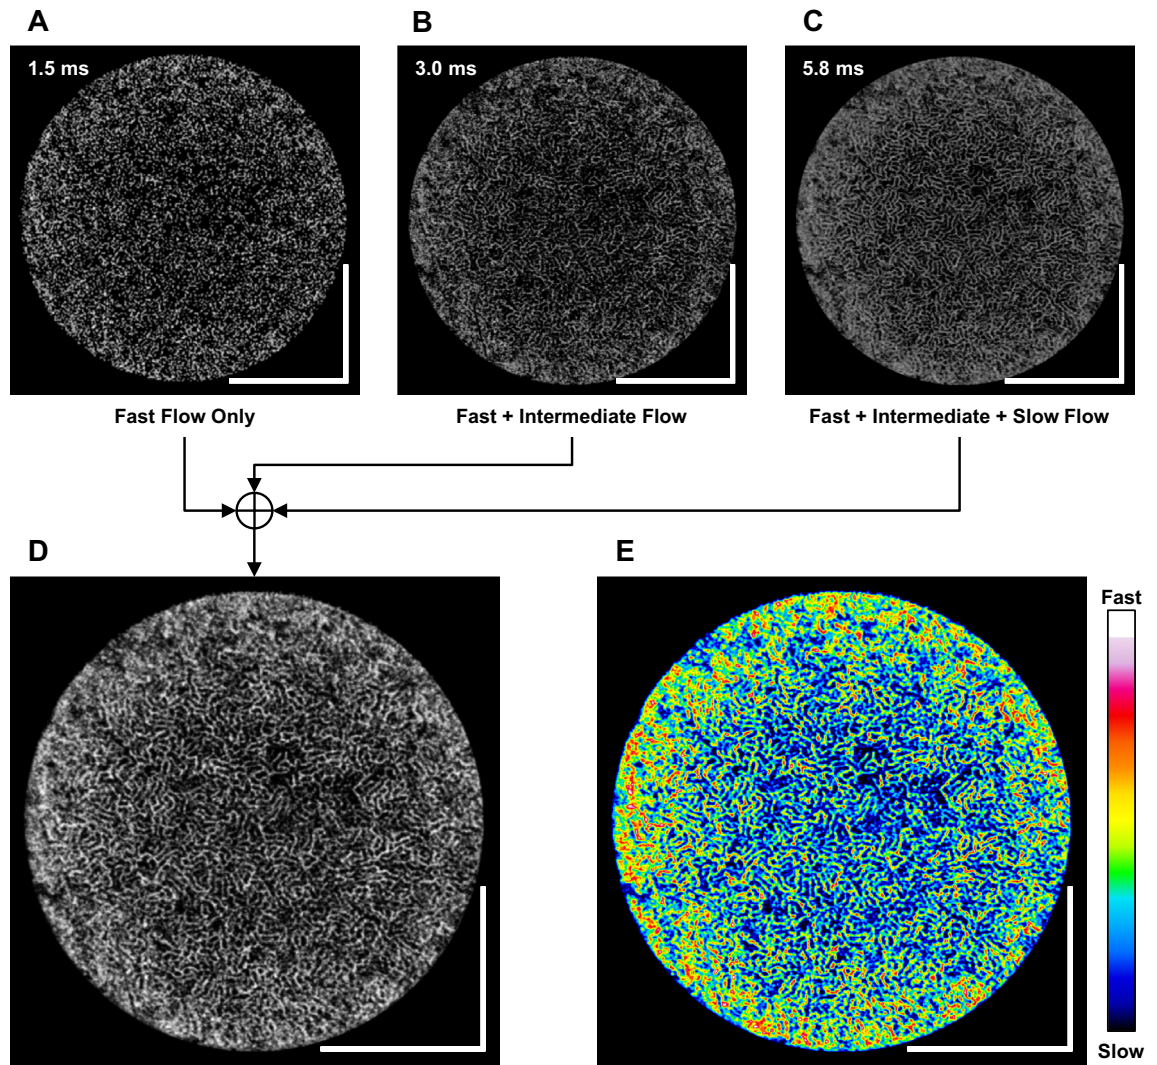 A
B
C
1.5 ms
3.0 ms
5.8 ms
Fast Flow Only
Fast + Intermediate Flow
Fast + Intermediate + Slow Flow
D
E
Fast
Slow